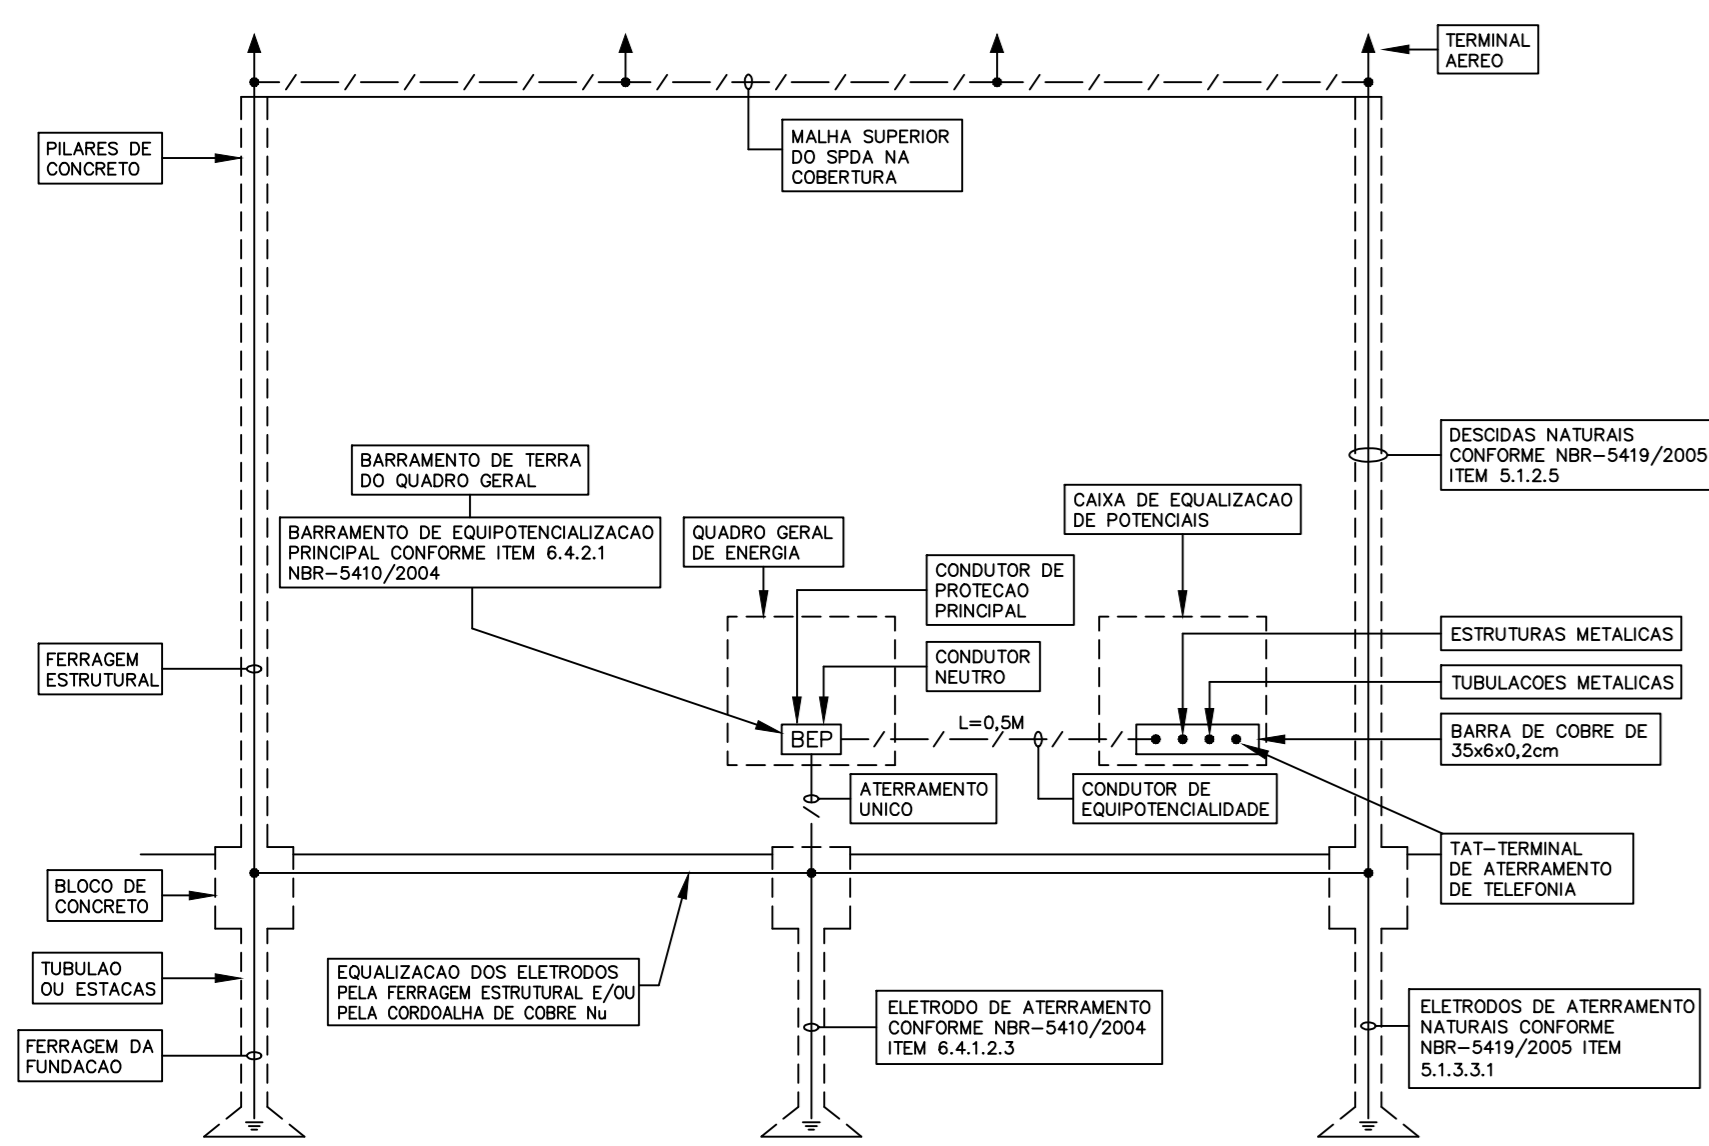 TERMINAL
AEREO
PILARES DE
CONCRETO
MALHA SUPERIOR
DO SPDA NA
COBERTURA
DESCIDAS NATURAIS
CONFORME NBR-5419/2005
ITEM 5.1.2.5
BARRAMENTO DE TERRA
DO QUADRO GERAL
BARRAMENTO DE EQUIPOTENCIALIZACAO
PRINCIPAL CONFORME ITEM 6.4.2.1
NBR-5410/2004
QUADRO GERAL
DE ENERGIA
CAIXA DE EQUALIZACAO
DE POTENCIAIS
CONDUTOR DE
PROTECAO
PRINCIPAL
CONDUTOR
NEUTRO
ESTRUTURAS METALICAS
TUBULACOES METALICAS
BARRA DE COBRE DE
35x6x0,2cm
FERRAGEM
ESTRUTURAL
BEP
L=0,5M
ATERRAMENTO
UNICO
CONDUTOR DE
EQUIPOTENCIALIDADE
TAT-TERMINAL
DE ATERRAMENTO
DE TELEFONIA
BLOCO DE
CONCRETO
TUBULAO
OU ESTACAS
EQUALIZACAO DOS ELETRODOS
PELA FERRAGEM ESTRUTURAL E/OU
PELA CORDOALHA DE COBRE Nu
ELETRODO DE ATERRAMENTO
CONFORME NBR-5410/2004
ITEM 6.4.1.2.3
ELETRODOS DE ATERRAMENTO
NATURAIS CONFORME
NBR-5419/2005 ITEM
5.1.3.3.1
FERRAGEM DA
FUNDACAO